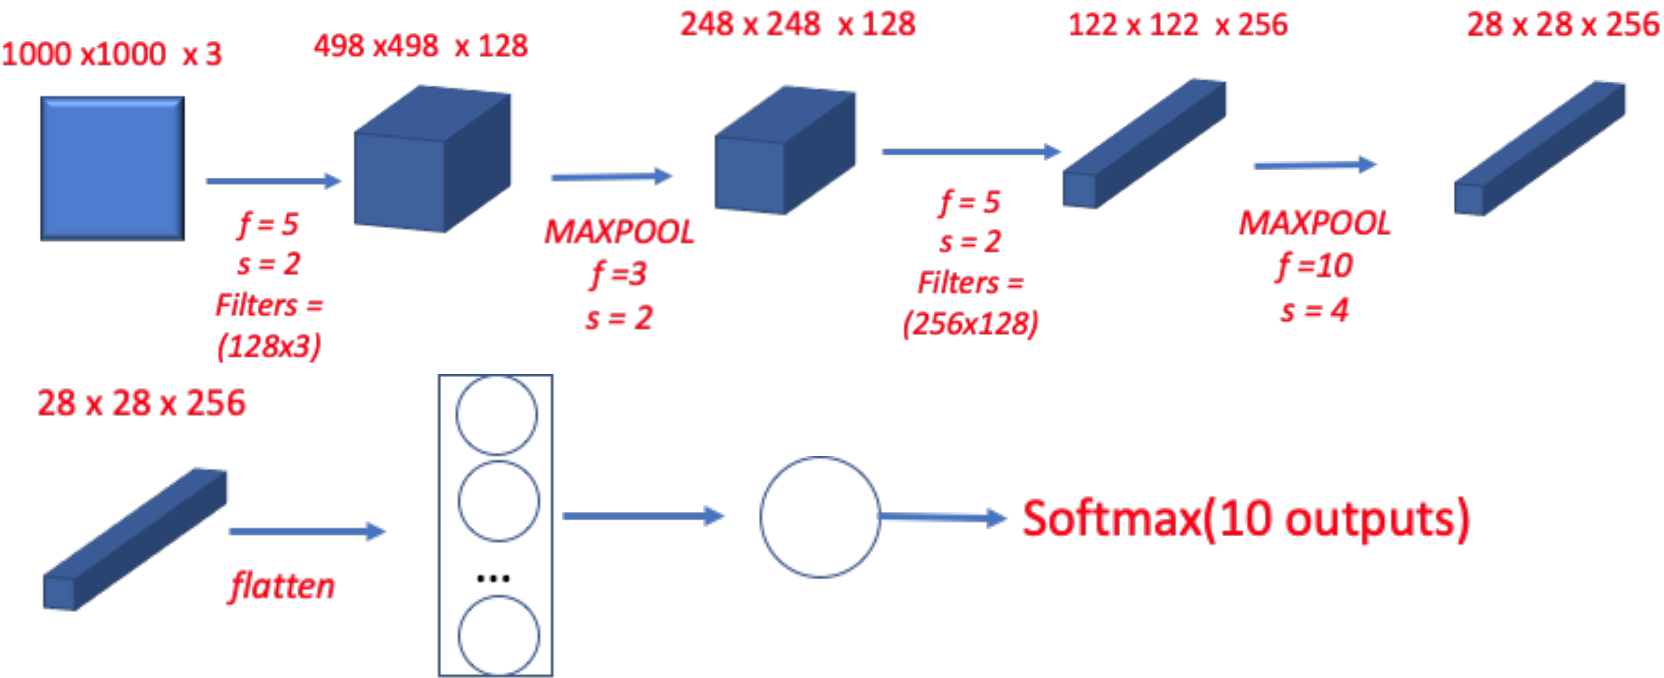 1000 x1000 x 3
498 x498 x 128
248 x 248 x 128
122 x 122 x 256
28 x 28 x 256
f = 5
s = 2
Filters =
(128x3)
MAXPOOL
f =3
s = 2
f = 5
s = 2
Filters =
(256x128)
MAXPOOL
f =10
s = 4
28 x 28 x 256
flatten
...
Softmax(10 outputs)